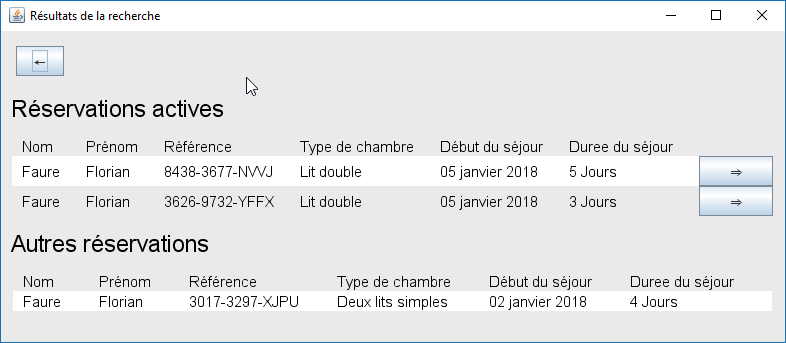 Résultats de la recherche
←
Réservations actives
Nom Prénom Référence Type de chambre Début du séjour Duree du séjour
Faure Florian 8438-3677-NVVJ Lit double 05 janvier 2018 5 Jours ⇒
Faure Florian 3626-9732-YFFX Lit double 05 janvier 2018 3 Jours ⇒
Autres réservations
Nom Prénom Référence Type de chambre Début du séjour Duree du séjour
Faure Florian 3017-3297-XJPU Deux lits simples 02 janvier 2018 4 Jours